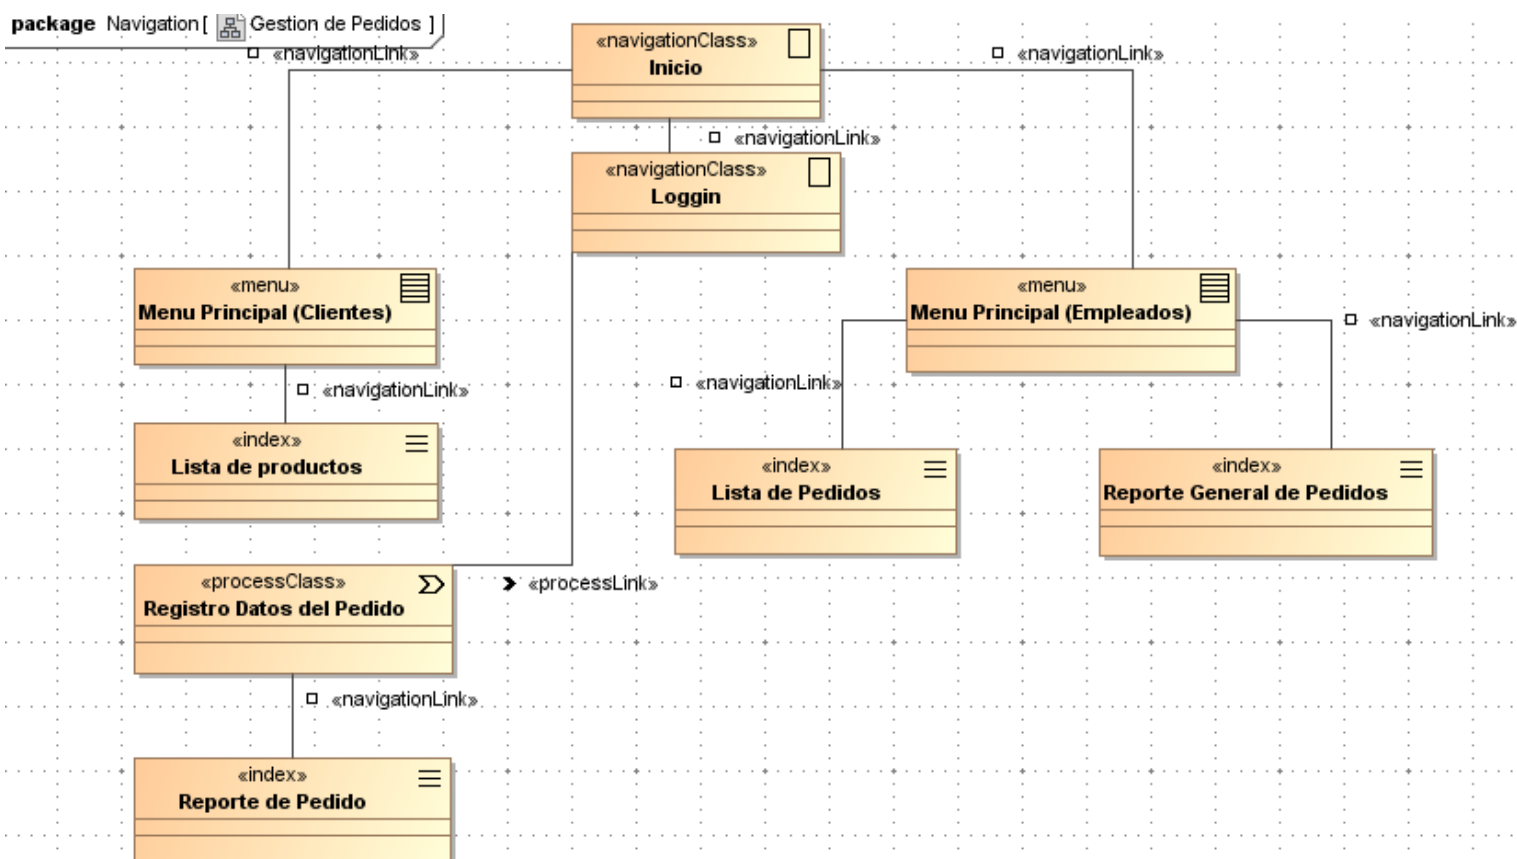 package Navigation [ Gestion de Pedidos ]
«navigationLink»
«navigationClass»
Inicio
«navigationLink»
«navigationLink»
«navigationClass»
Loggin
«menu»
Menu Principal (Clientes)
«menu»
Menu Principal (Empleados)
«navigationLink»
«navigationLink»
«navigationLink»
«index»
Lista de productos
«index»
Lista de Pedidos
«index»
Reporte General de Pedidos
«processClass»
Registro Datos del Pedido
«processLink»
«navigationLink»
«index»
Reporte de Pedido